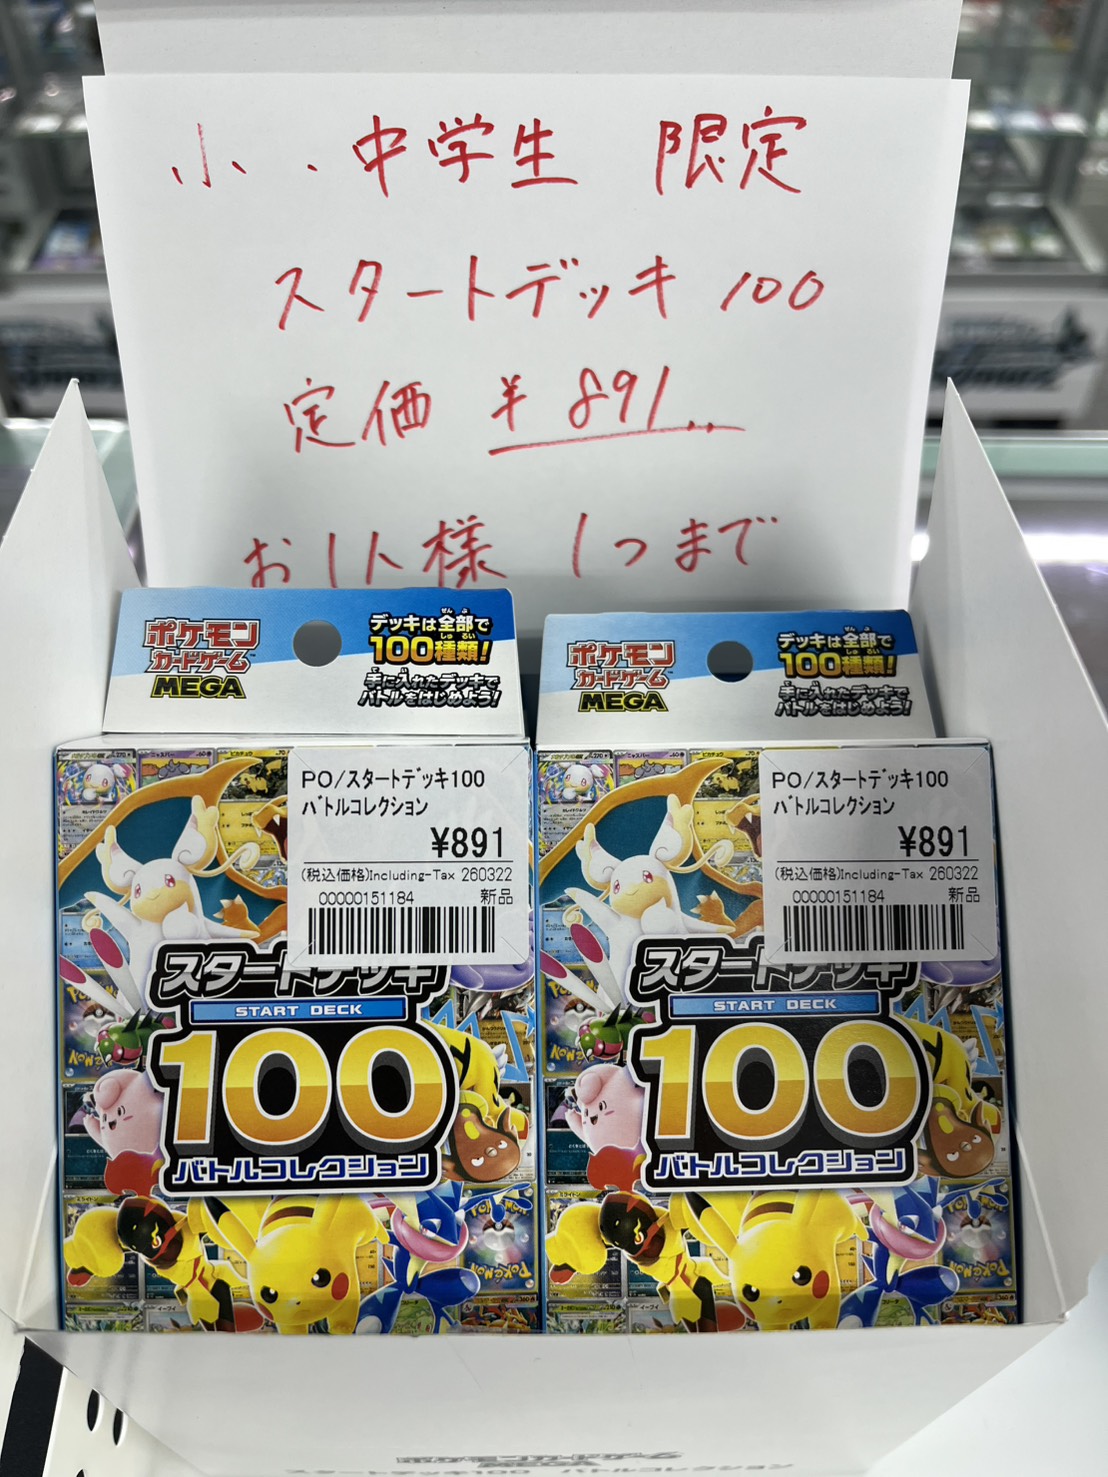 小・中学生 限定
スタートデッキ 100
定価 ¥891..
お1人様 1つまで
ポケモン
カードゲーム
MEGA
デッキは全部で
100種類!
手に入れたデッキで
バトルをはじめよう!
PO/スタートデッキ100
バトルコレクション
¥891
(税込価格)Including-Tax 260322
00000151184 新品
スタートデッキ
START DECK
100
バトルコレクション
ポケモン
カードゲーム
MEGA
デッキは全部で
100種類!
手に入れたデッキで
バトルをはじめよう!
PO/スタートデッキ100
バトルコレクション
¥891
(税込価格)Including-Tax 260322
00000151184 新品
スタートデッキ
START DECK
100
バトルコレクション